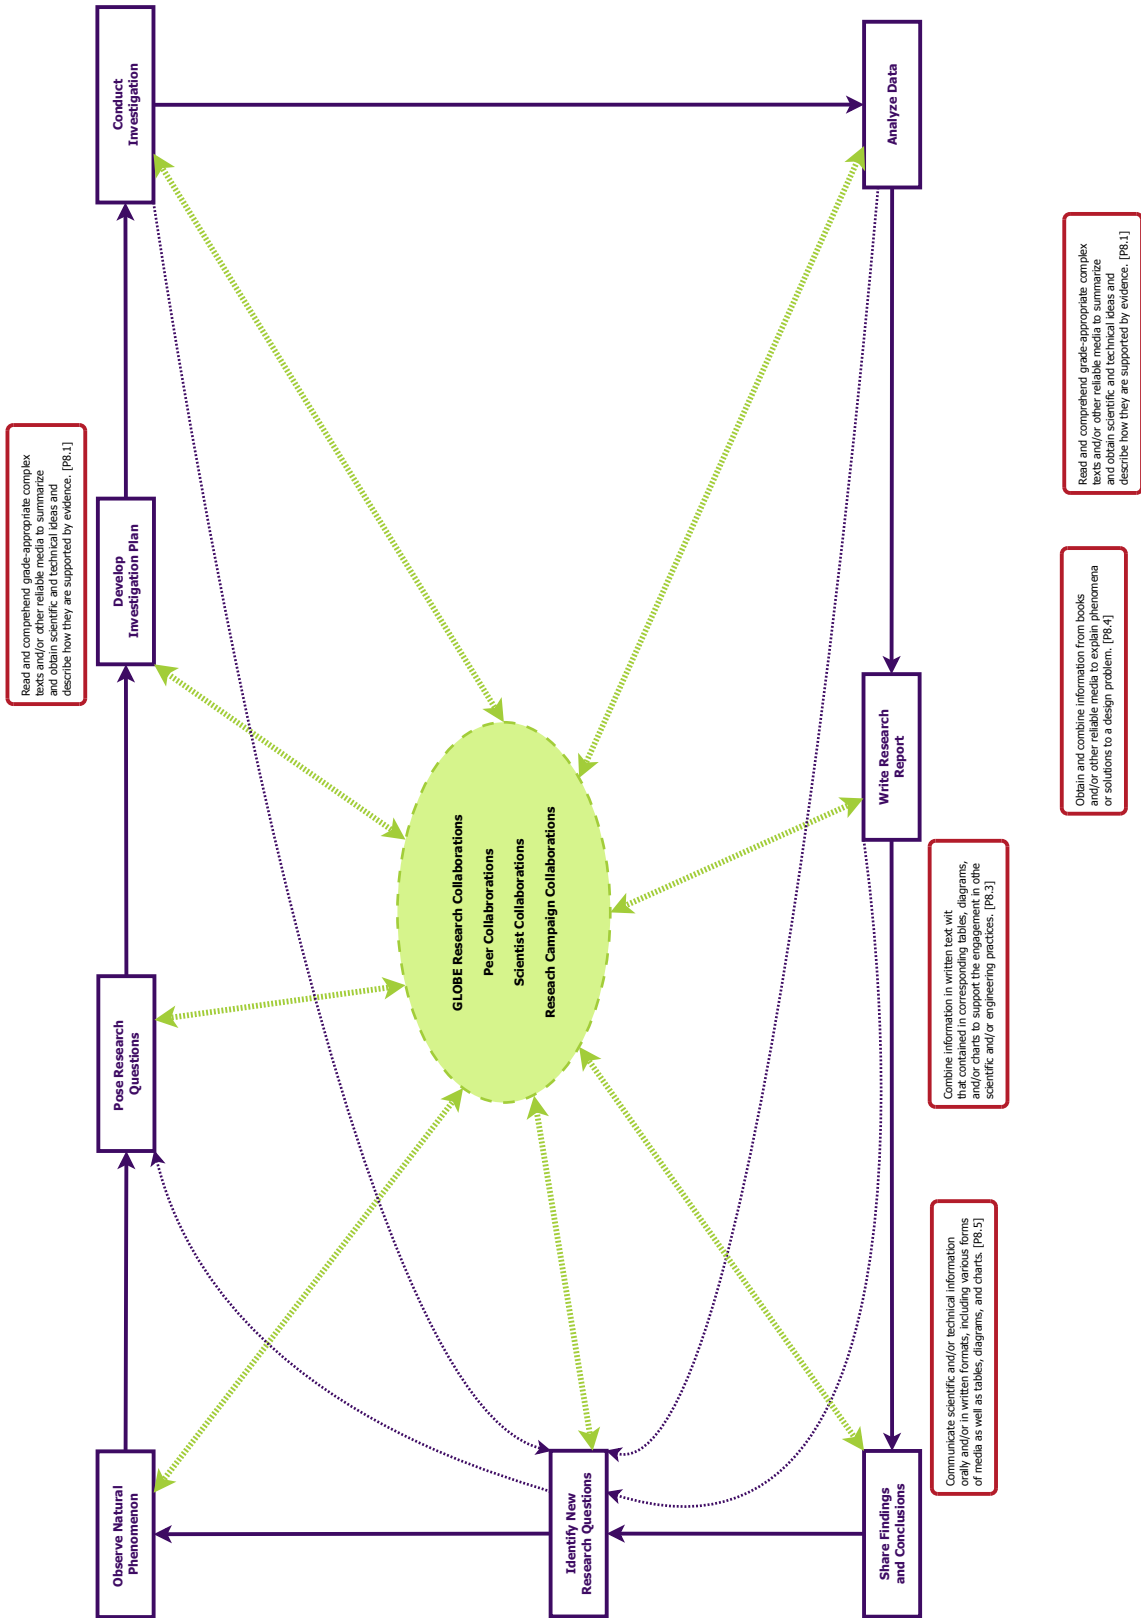 Read and comprehend grade-appropriate complex
texts and/or other reliable media to summarize
and obtain scientific and technical ideas and
describe how they are supported by evidence. [P8.1]
Observe Natural
Phenomenon
Pose Research
Questions
Develop
Investigation Plan
Conduct
Investigation
GLOBE Research Collaborations
Peer Collabrorations
Scientist Collaborations
Reseach Campaign Collaborations
Identify New
Research Questions
Share Findings
and Conclusions
Write Research
Report
Analyze Data
Communicate scientific and/or technical information
orally and/or in written formats, including various forms
of media as well as tables, diagrams, and charts. [P8.5]
Combine information in written text wit
that contained in corresponding tables, diagrams,
and/or charts to support the engagement in othe
scientific and/or engineering practices. [P8.3]
Obtain and combine information from books
and/or other reliable media to explain phenomena
or solutions to a design problem. [P8.4]
Read and comprehend grade-appropriate complex
texts and/or other reliable media to summarize
and obtain scientific and technical ideas and
describe how they are supported by evidence. [P8.1]